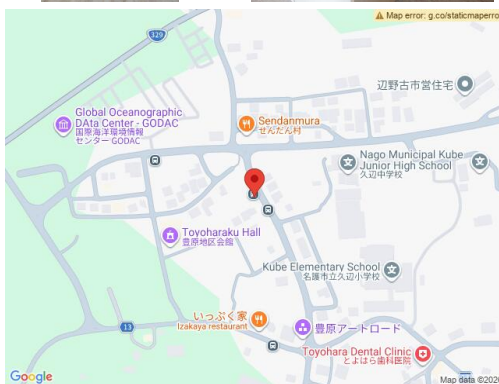 Map error: g.co/staticmaperro
329
辺野古市営住宅
Global Oceanographic
DAta Center - GODAC
国際海洋環境情報
センター GODAC
Sendanmura
せんだん村
Nago Municipal Kube
Junior High School
久辺中学校
Toyoharaku Hall
豊原地区会館
Kube Elementary School
名護市立久辺小学校
いっぷく家
Izakaya restaurant
13
豊原アートロード
Toyohara Dental Clinic
とよはら歯科医院
Google
Map data ©2026